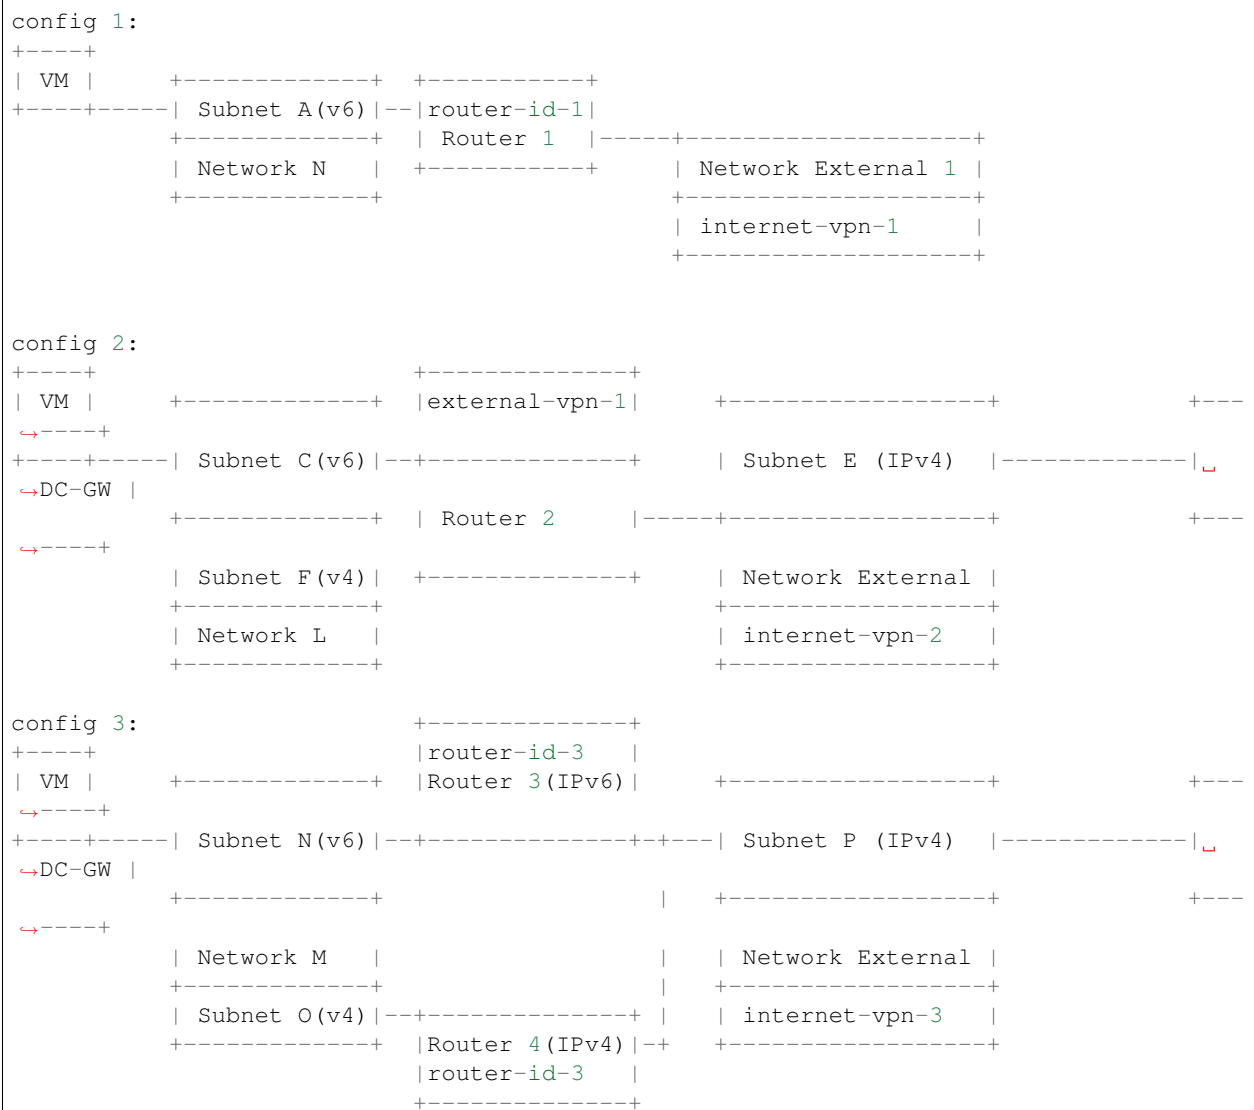 config 1:
+----+
| VM |     +-------------+  +-----------+
+----+-----| Subnet A(v6)|--|router-id-1|
           +-------------+  | Router 1  |-----+--------------------+
           | Network N   |  +-----------+     | Network External 1 |
           +-------------+                    +--------------------+
                                              | internet-vpn-1     |
                                              +--------------------+
config 2:
+----+                      +--------------+
| VM |     +-------------+  |external-vpn-1|     +------------------+             +---
↪----+
+----+-----| Subnet C(v6)|--+--------------+     | Subnet E (IPv4)  |-------------|␣
↪DC-GW |
           +-------------+  | Router 2     |-----+------------------+             +---
↪----+
           | Subnet F(v4)|  +--------------+     | Network External |
           +-------------+                       +------------------+
           | Network L   |                       | internet-vpn-2   |
           +-------------+                       +------------------+
config 3:                   +--------------+
+----+                      |router-id-3   |
| VM |     +-------------+  |Router 3(IPv6)|     +------------------+             +---
↪----+
+----+-----| Subnet N(v6)|--+--------------+-+---| Subnet P (IPv4)  |-------------|␣
↪DC-GW |
           +-------------+                   |   +------------------+             +---
↪----+
           | Network M   |                   |   | Network External |
           +-------------+                   |   +------------------+
           | Subnet O(v4)|--+--------------+ |   | internet-vpn-3   |
           +-------------+  |Router 4(IPv4)|-+   +------------------+
                            |router-id-3   |
                            +--------------+